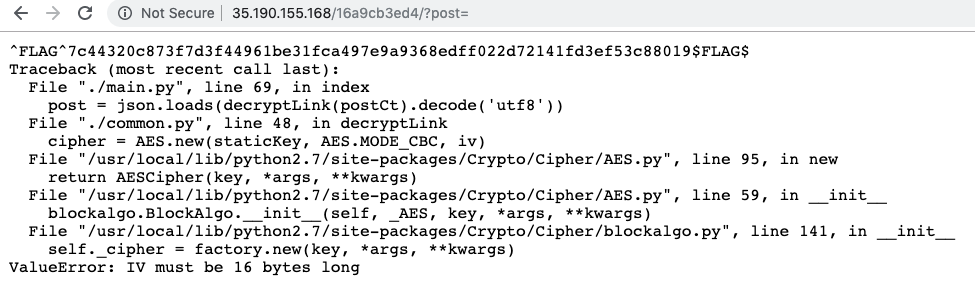 Not Secure | 35.190.155.168/16a9cb3ed4/?post=
^FLAG^7c44320c873f7d3f44961be31fca497e9a9368edff022d72141fd3ef53c88019$FLAG$
Traceback (most recent call last):
  File "./main.py", line 69, in index
    post = json.loads(decryptLink(postCt).decode('utf8'))
  File "./common.py", line 48, in decryptLink
    cipher = AES.new(staticKey, AES.MODE_CBC, iv)
  File "/usr/local/lib/python2.7/site-packages/Crypto/Cipher/AES.py", line 95, in new
    return AESCipher(key, *args, **kwargs)
  File "/usr/local/lib/python2.7/site-packages/Crypto/Cipher/AES.py", line 59, in __init__
    blockalgo.BlockAlgo.__init__(self, _AES, key, *args, **kwargs)
  File "/usr/local/lib/python2.7/site-packages/Crypto/Cipher/blockalgo.py", line 141, in __init__
    self._cipher = factory.new(key, *args, **kwargs)
ValueError: IV must be 16 bytes long